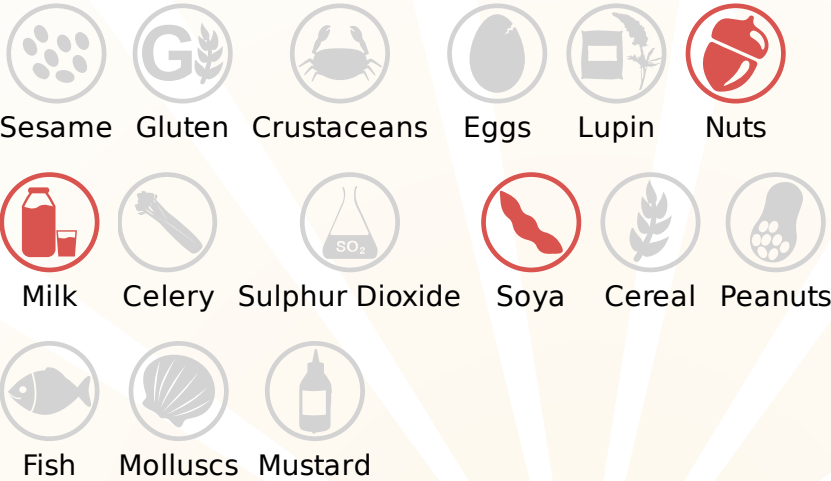 G
Sesame Gluten Crustaceans Eggs Lupin Nuts
SO₂
Milk Celery Sulphur Dioxide Soya Cereal Peanuts
Fish Molluscs Mustard